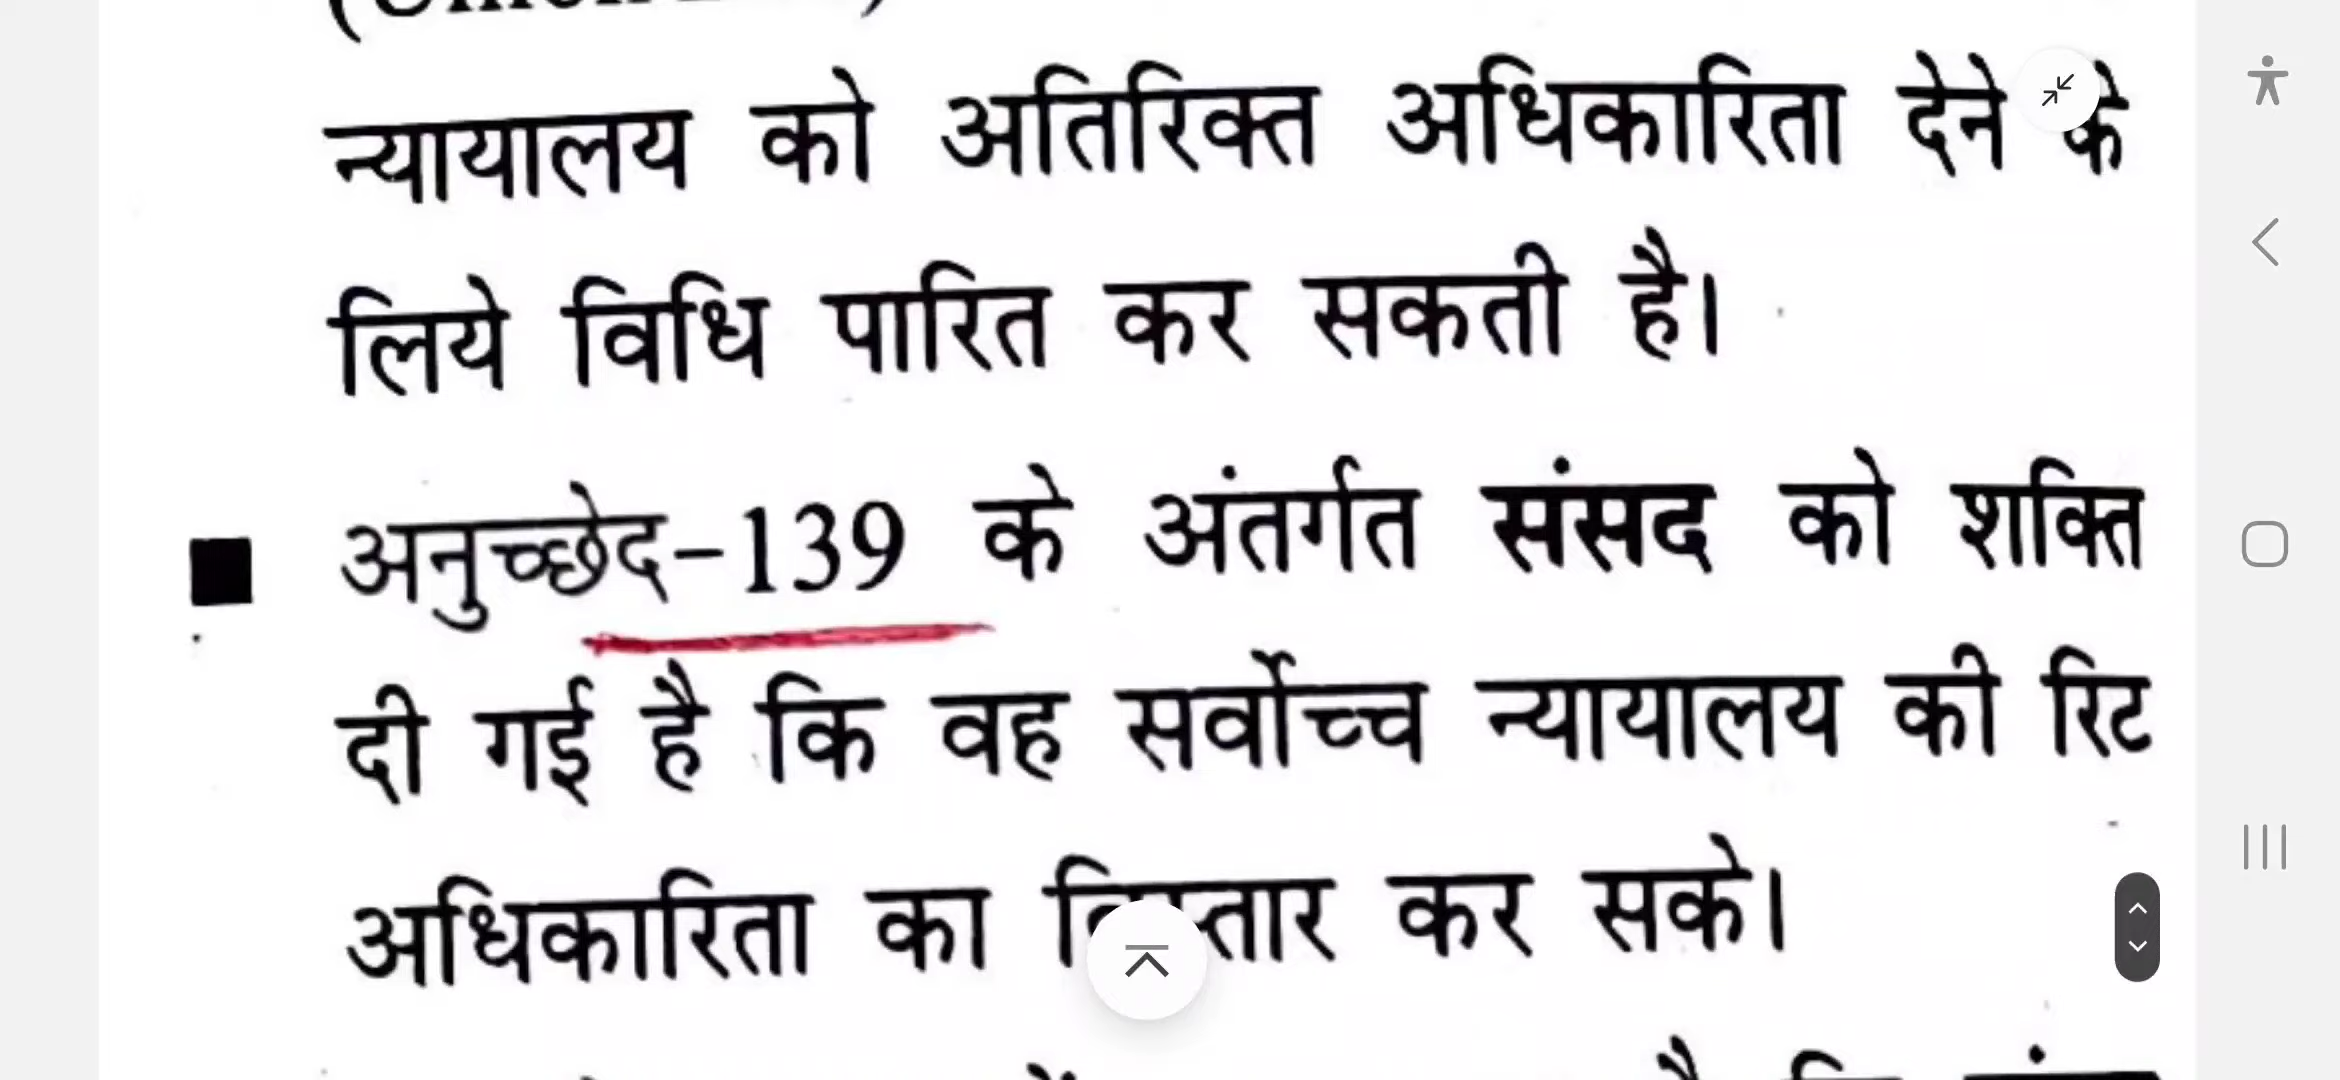 न्यायालय को अतिरिक्त अधिकारिता देने के
लिये विधि पारित कर सकती है।
■ अनुच्छेद-139 के अंतर्गत संसद को शक्ति
दी गई है कि वह सर्वोच्च न्यायालय की रिट
अधिकारिता का विस्तार कर सके।